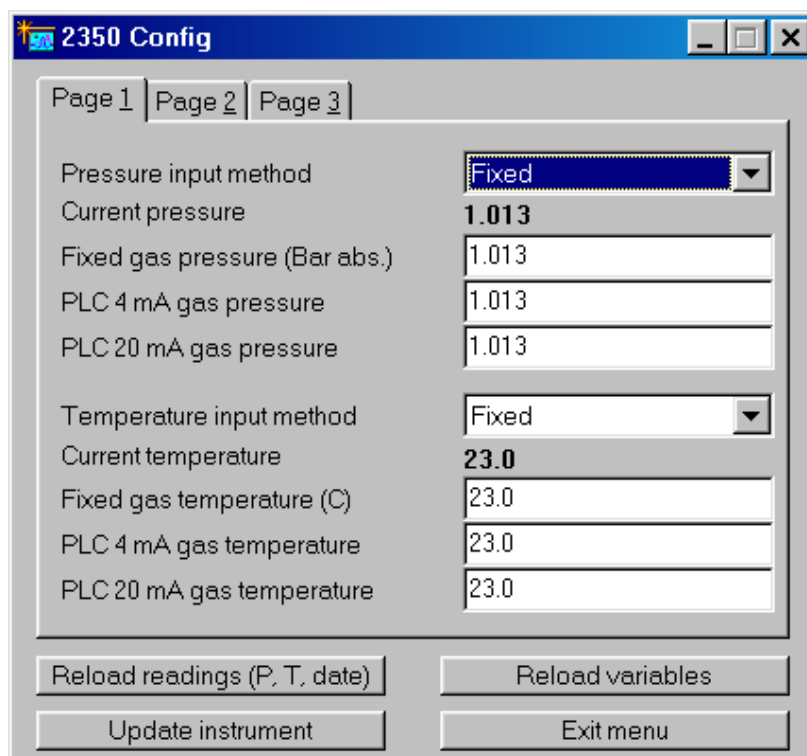 2350 Config
Page 1 Page 2 Page 3
Pressure input method Fixed
Current pressure 1.013
Fixed gas pressure (Bar abs.) 1.013
PLC 4 mA gas pressure 1.013
PLC 20 mA gas pressure 1.013
Temperature input method Fixed
Current temperature 23.0
Fixed gas temperature (C) 23.0
PLC 4 mA gas temperature 23.0
PLC 20 mA gas temperature 23.0
Reload readings (P, T, date) Reload variables
Update instrument Exit menu